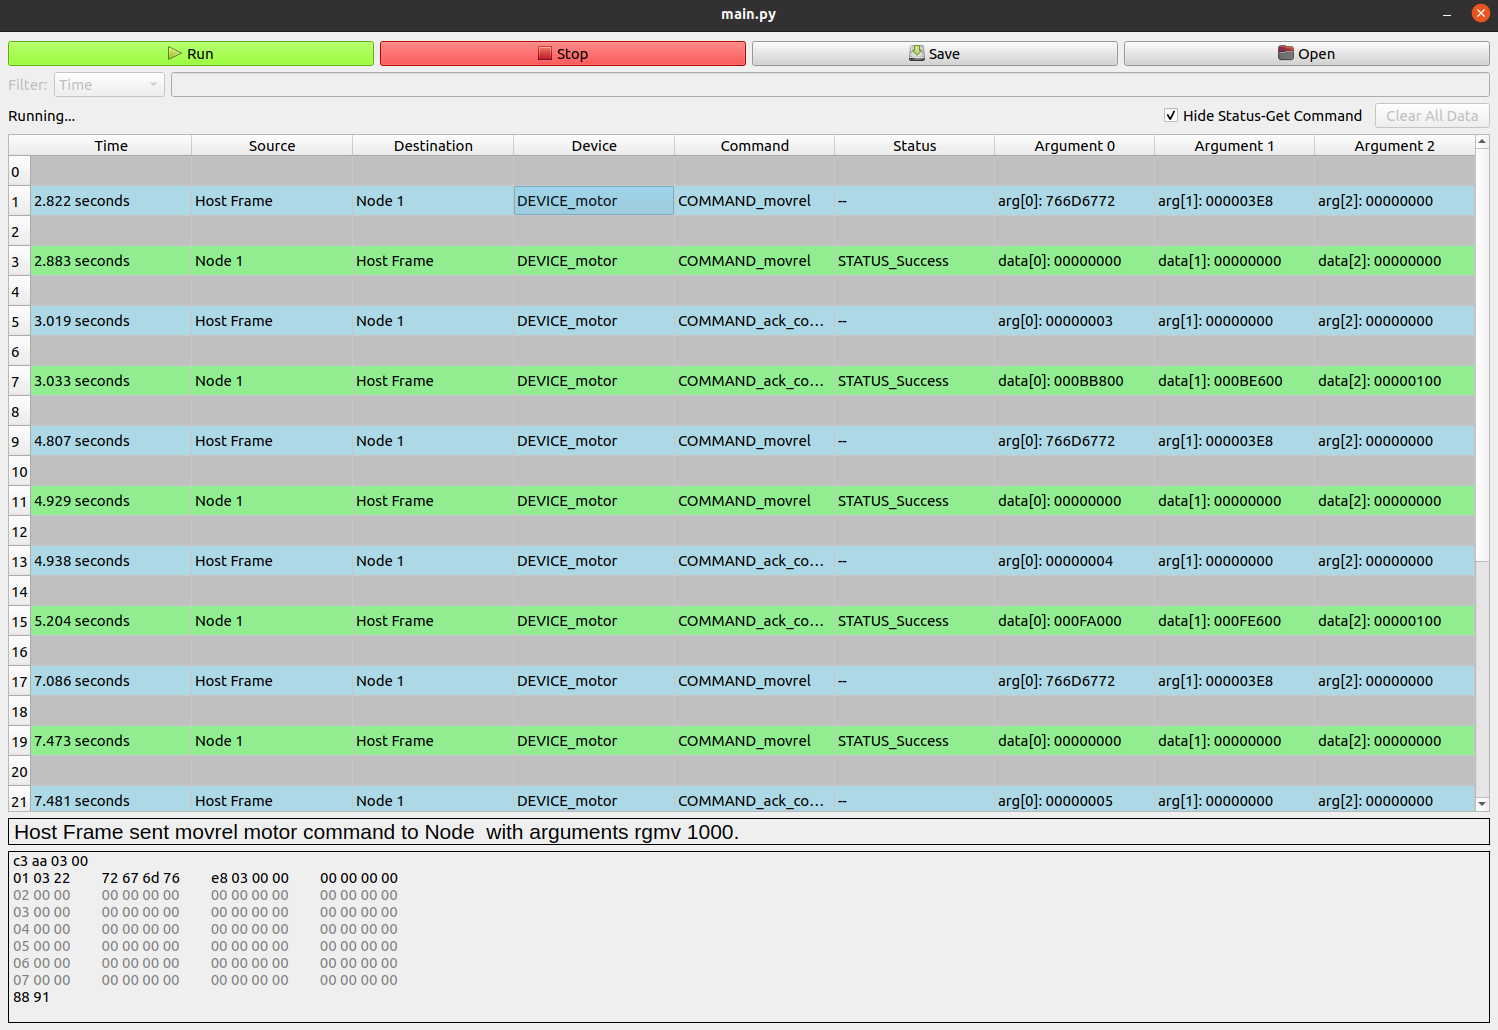 main.py
Run Stop Save Open
Filter: Time
Running... Hide Status-Get Command Clear All Data
Time Source Destination Device Command Status Argument 0 Argument 1 Argument 2
0
1 2.822 seconds Host Frame Node 1 DEVICE_motor COMMAND_movrel -- arg[0]: 766D6772 arg[1]: 000003E8 arg[2]: 00000000
2
3 2.883 seconds Node 1 Host Frame DEVICE_motor COMMAND_movrel STATUS_Success data[0]: 00000000 data[1]: 00000000 data[2]: 00000000
4
5 3.019 seconds Host Frame Node 1 DEVICE_motor COMMAND_ack_co... -- arg[0]: 00000003 arg[1]: 00000000 arg[2]: 00000000
6
7 3.033 seconds Node 1 Host Frame DEVICE_motor COMMAND_ack_co... STATUS_Success data[0]: 000BB800 data[1]: 000BE600 data[2]: 00000100
8
9 4.807 seconds Host Frame Node 1 DEVICE_motor COMMAND_movrel -- arg[0]: 766D6772 arg[1]: 000003E8 arg[2]: 00000000
10
11 4.929 seconds Node 1 Host Frame DEVICE_motor COMMAND_movrel STATUS_Success data[0]: 00000000 data[1]: 00000000 data[2]: 00000000
12
13 4.938 seconds Host Frame Node 1 DEVICE_motor COMMAND_ack_co... -- arg[0]: 00000004 arg[1]: 00000000 arg[2]: 00000000
14
15 5.204 seconds Node 1 Host Frame DEVICE_motor COMMAND_ack_co... STATUS_Success data[0]: 000FA000 data[1]: 000FE600 data[2]: 00000100
16
17 7.086 seconds Host Frame Node 1 DEVICE_motor COMMAND_movrel -- arg[0]: 766D6772 arg[1]: 000003E8 arg[2]: 00000000
18
19 7.473 seconds Node 1 Host Frame DEVICE_motor COMMAND_movrel STATUS_Success data[0]: 00000000 data[1]: 00000000 data[2]: 00000000
20
21 7.481 seconds Host Frame Node 1 DEVICE_motor COMMAND_ack_co... -- arg[0]: 00000005 arg[1]: 00000000 arg[2]: 00000000
Host Frame sent movrel motor command to Node  with arguments rgmv 1000.
c3 aa 03 00
01 03 22 72 67 6d 76 e8 03 00 00 00 00 00 00
02 00 00 00 00 00 00 00 00 00 00 00 00 00 00
03 00 00 00 00 00 00 00 00 00 00 00 00 00 00
04 00 00 00 00 00 00 00 00 00 00 00 00 00 00
05 00 00 00 00 00 00 00 00 00 00 00 00 00 00
06 00 00 00 00 00 00 00 00 00 00 00 00 00 00
07 00 00 00 00 00 00 00 00 00 00 00 00 00 00
88 91